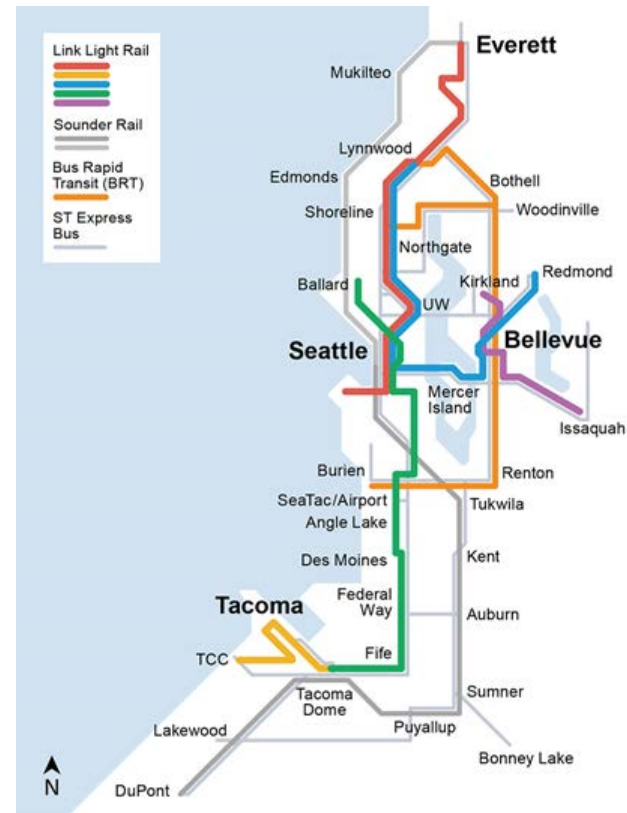 Link Light Rail
Sounder Rail
Bus Rapid
Transit (BRT)
ST Express
Bus
Everett
Mukilteo
Lynnwood
Edmonds
Bothell
Shoreline
Woodinville
Northgate
Ballard
Kirkland
Redmond
UW
Seattle
Bellevue
Mercer
Island
Issaquah
Burien
Renton
SeaTac/Airport
Tukwila
Angle Lake
Des Moines
Kent
Federal
Way
Tacoma
Auburn
TCC
Fife
Tacoma
Dome
Sumner
Puyallup
Lakewood
Bonney Lake
DuPont
N